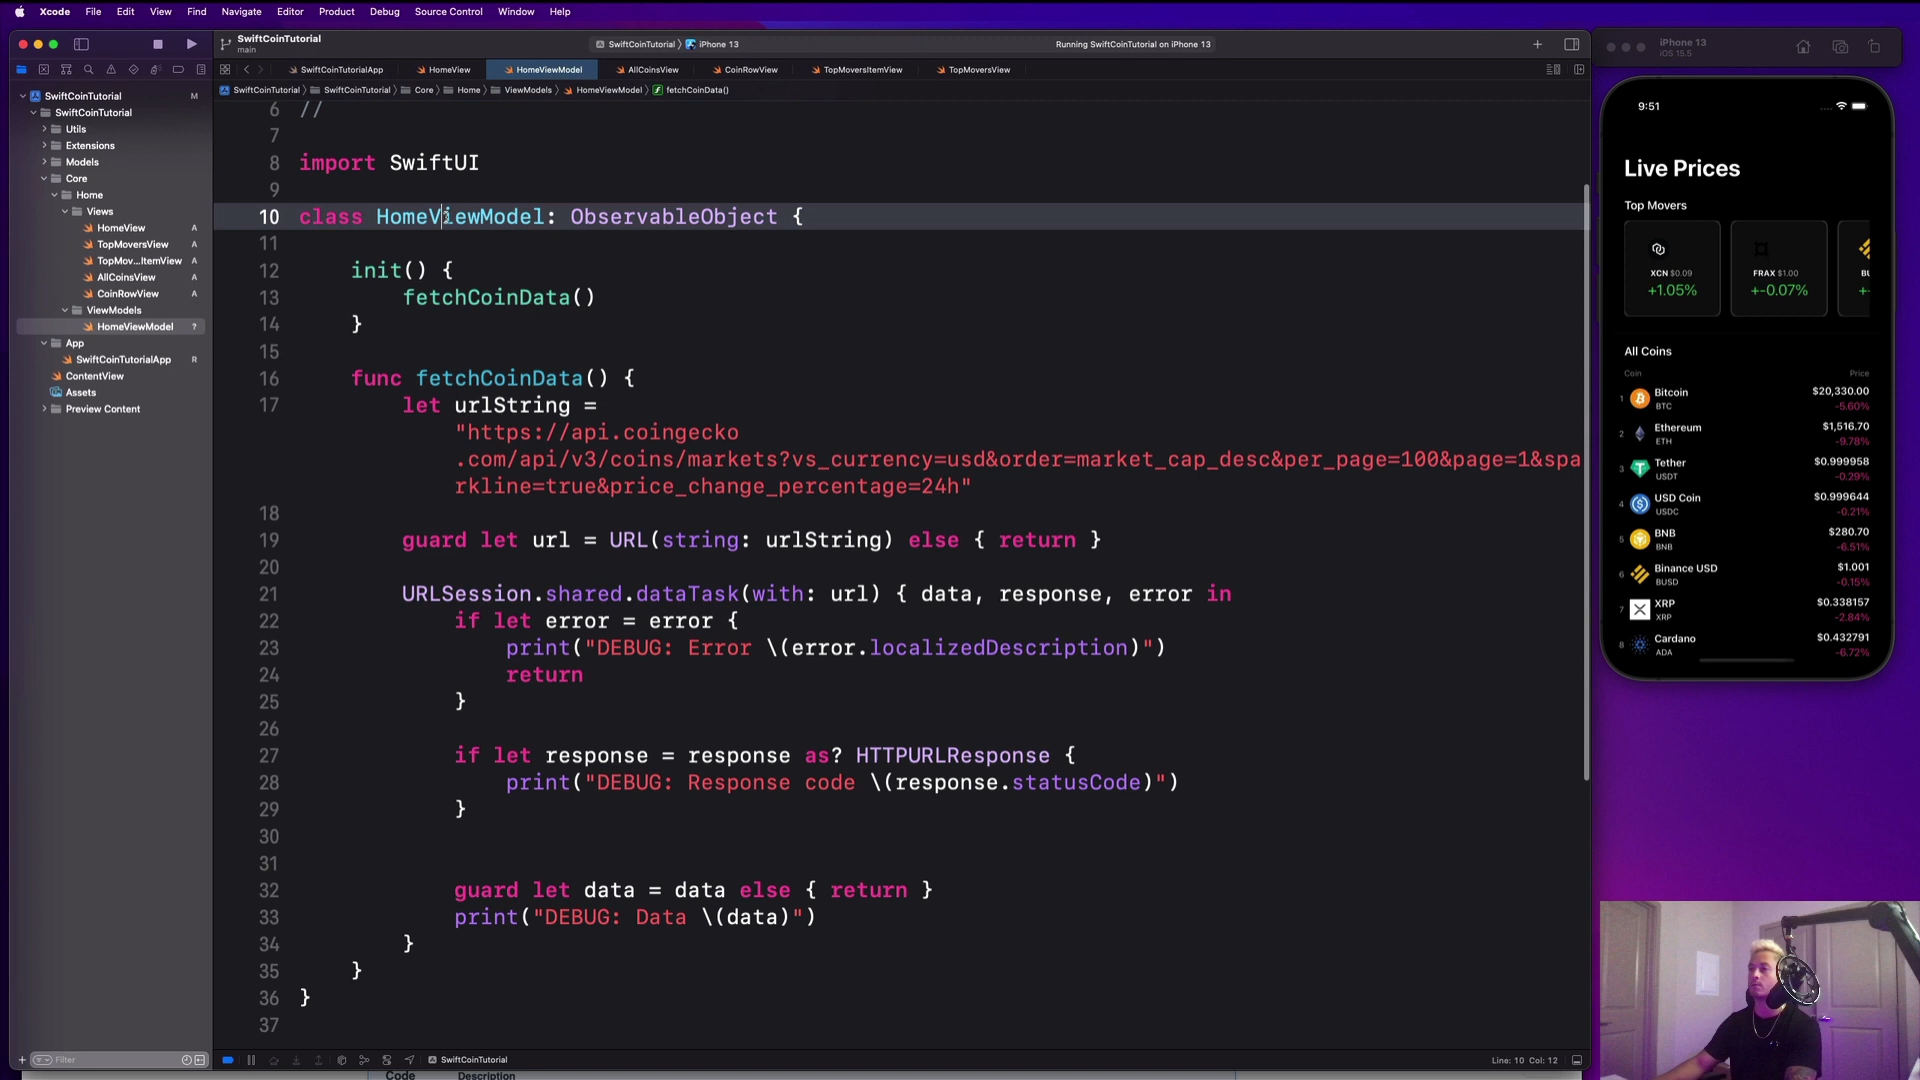 Xcode File Edit View Find Navigate Editor Product Debug Source Control Window Help
SwiftCoinTutorial
main
SwiftCoinTutorial iPhone 13
Running SwiftCoinTutorial on iPhone 13
SwiftCoinTutorialApp HomeView HomeViewModel AllCoinsView CoinRowView TopMoversItemView TopMoversView
SwiftCoinTutorial SwiftCoinTutorial Core Home ViewModels HomeViewModel fetchCoinData()
SwiftCoinTutorial M
SwiftCoinTutorial
Utils
Extensions
Models
Core
Home
Views
HomeView A
TopMoversView A
TopMov...ItemView A
AllCoinsView A
CoinRowView A
ViewModels
HomeViewModel ?
App
SwiftCoinTutorialApp R
ContentView
Assets
Preview Content
Filter
6 //
7
8 import SwiftUI
9
10 class HomeViewModel: ObservableObject {
11
12 init() {
13 fetchCoinData()
14 }
15
16 func fetchCoinData() {
17 let urlString =
"https://api.coingecko
.com/api/v3/coins/markets?vs_currency=usd&order=market_cap_desc&per_page=100&page=1&spa
rkline=true&price_change_percentage=24h"
18
19 guard let url = URL(string: urlString) else { return }
20
21 URLSession.shared.dataTask(with: url) { data, response, error in
22 if let error = error {
23 print("DEBUG: Error \(error.localizedDescription)")
24 return
25 }
26
27 if let response = response as? HTTPURLResponse {
28 print("DEBUG: Response code \(response.statusCode)")
29 }
30
31
32 guard let data = data else { return }
33 print("DEBUG: Data \(data)")
34 }
35 }
36 }
37
SwiftCoinTutorial
Line: 10 Col: 12
Code Description
iPhone 13
iOS 15.5
9:51
Live Prices
Top Movers
XCN $0.09
+1.05%
FRAX $1.00
+-0.07%
BU
+-
All Coins
Coin Price
1 Bitcoin $20,330.00
BTC -5.60%
2 Ethereum $1,516.70
ETH -9.78%
3 Tether $0.999958
USDT -0.29%
4 USD Coin $0.999644
USDC -0.21%
5 BNB $280.70
BNB -6.51%
6 Binance USD $1.001
BUSD -0.15%
7 XRP $0.338157
XRP -2.84%
8 Cardano $0.432791
ADA -6.72%